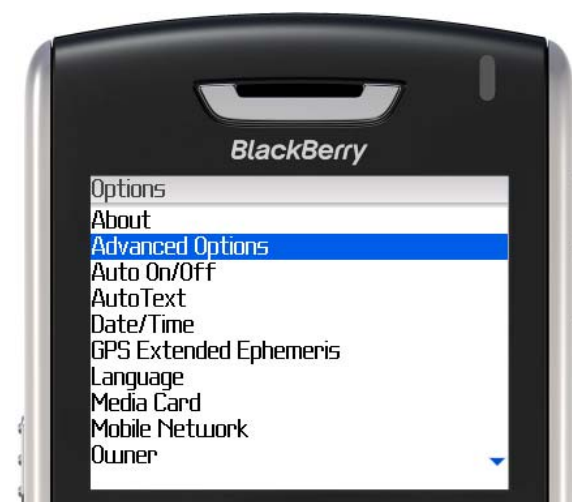 BlackBerry
Options
About
Advanced Options
Auto On/Off
AutoText
Date/Time
GPS Extended Ephemeris
Language
Media Card
Mobile Network
Owner